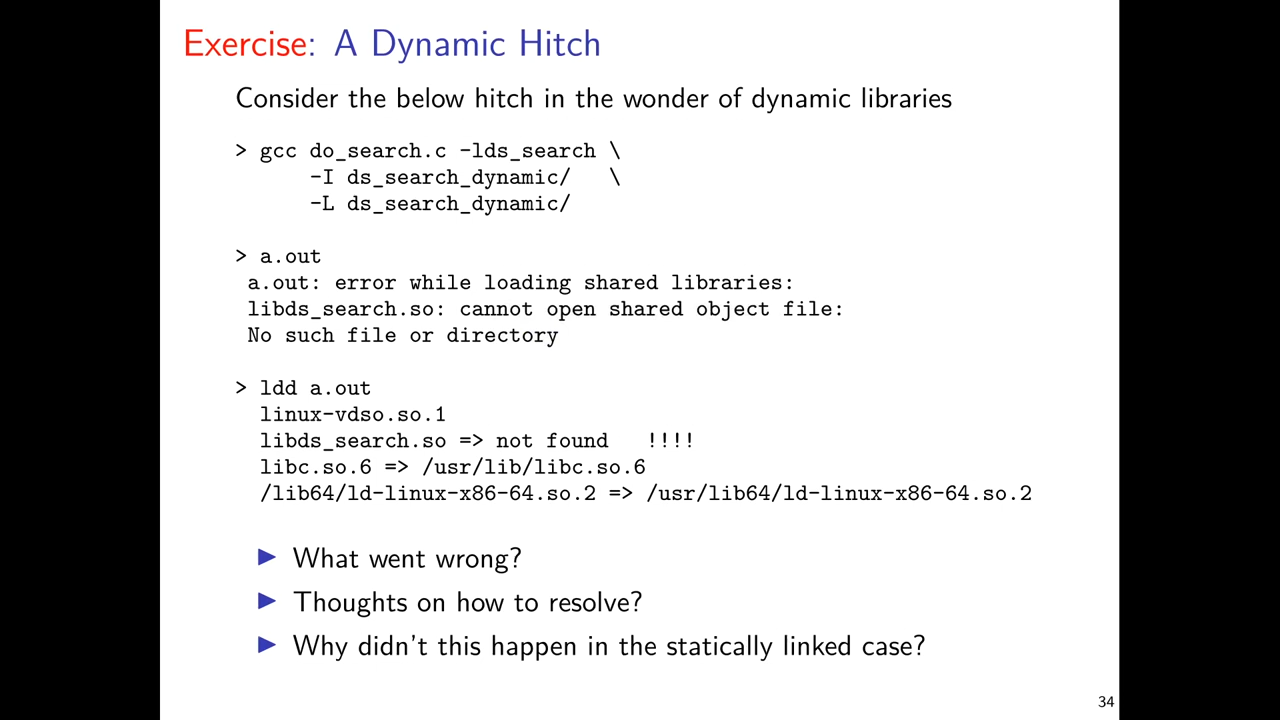 Exercise: A Dynamic Hitch
Consider the below hitch in the wonder of dynamic libraries
> gcc do_search.c -lds_search \
-I ds_search_dynamic/ \
-L ds_search_dynamic/
> a.out
a.out: error while loading shared libraries:
libds_search.so: cannot open shared object file:
No such file or directory
> ldd a.out
linux-vdso.so.1
libds_search.so => not found !!!!
libc.so.6 => /usr/lib/libc.so.6
/lib64/ld-linux-x86-64.so.2 => /usr/lib64/ld-linux-x86-64.so.2
▶ What went wrong?
▶ Thoughts on how to resolve?
▶ Why didn't this happen in the statically linked case?
34